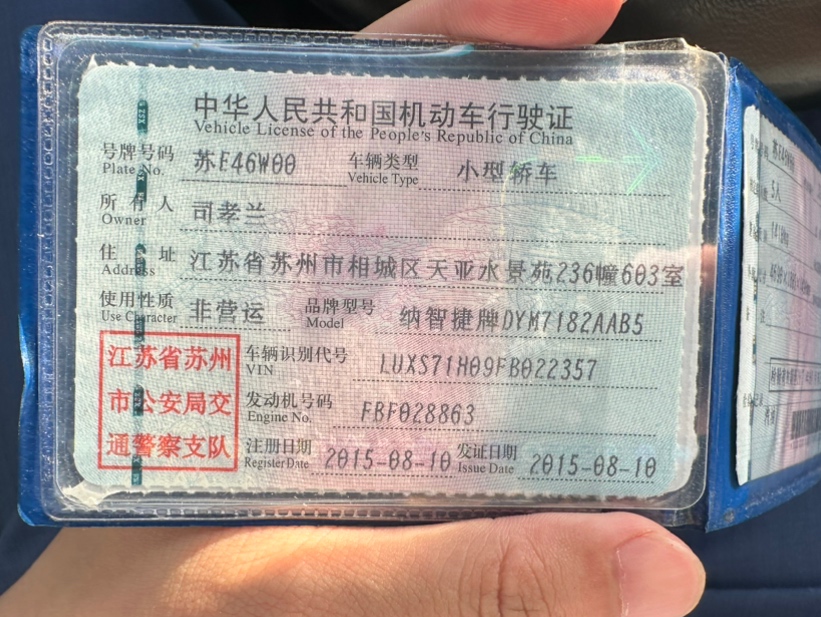 中华人民共和国机动车行驶证
Vehicle License of the People's Republic of China
号牌号码 苏E46W00 车辆类型 小型轿车
Plate No. Vehicle Type
所有人 司孝兰
Owner
住址 江苏省苏州市相城区天亚水景苑236幢603室
Address
使用性质 非营运 品牌型号 纳智捷牌DYM7182AAB5
Use Character Model
江苏省苏州 车辆识别代号 LUXS71H09FB022357
VIN
市公安局交 发动机号码 FBF028863
Engine No.
通警察支队 注册日期 2015-08-10 发证日期 2015-08-10
Register Date Issue Date
5人